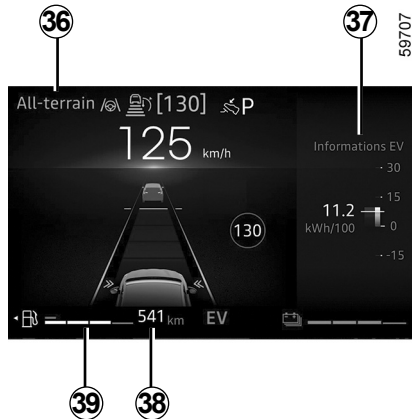 36
37
59707
All-terrain [130] P
125 km/h
Informations EV
30
15
11.2
kWh/100
0
-15
130
541 km EV
39
38